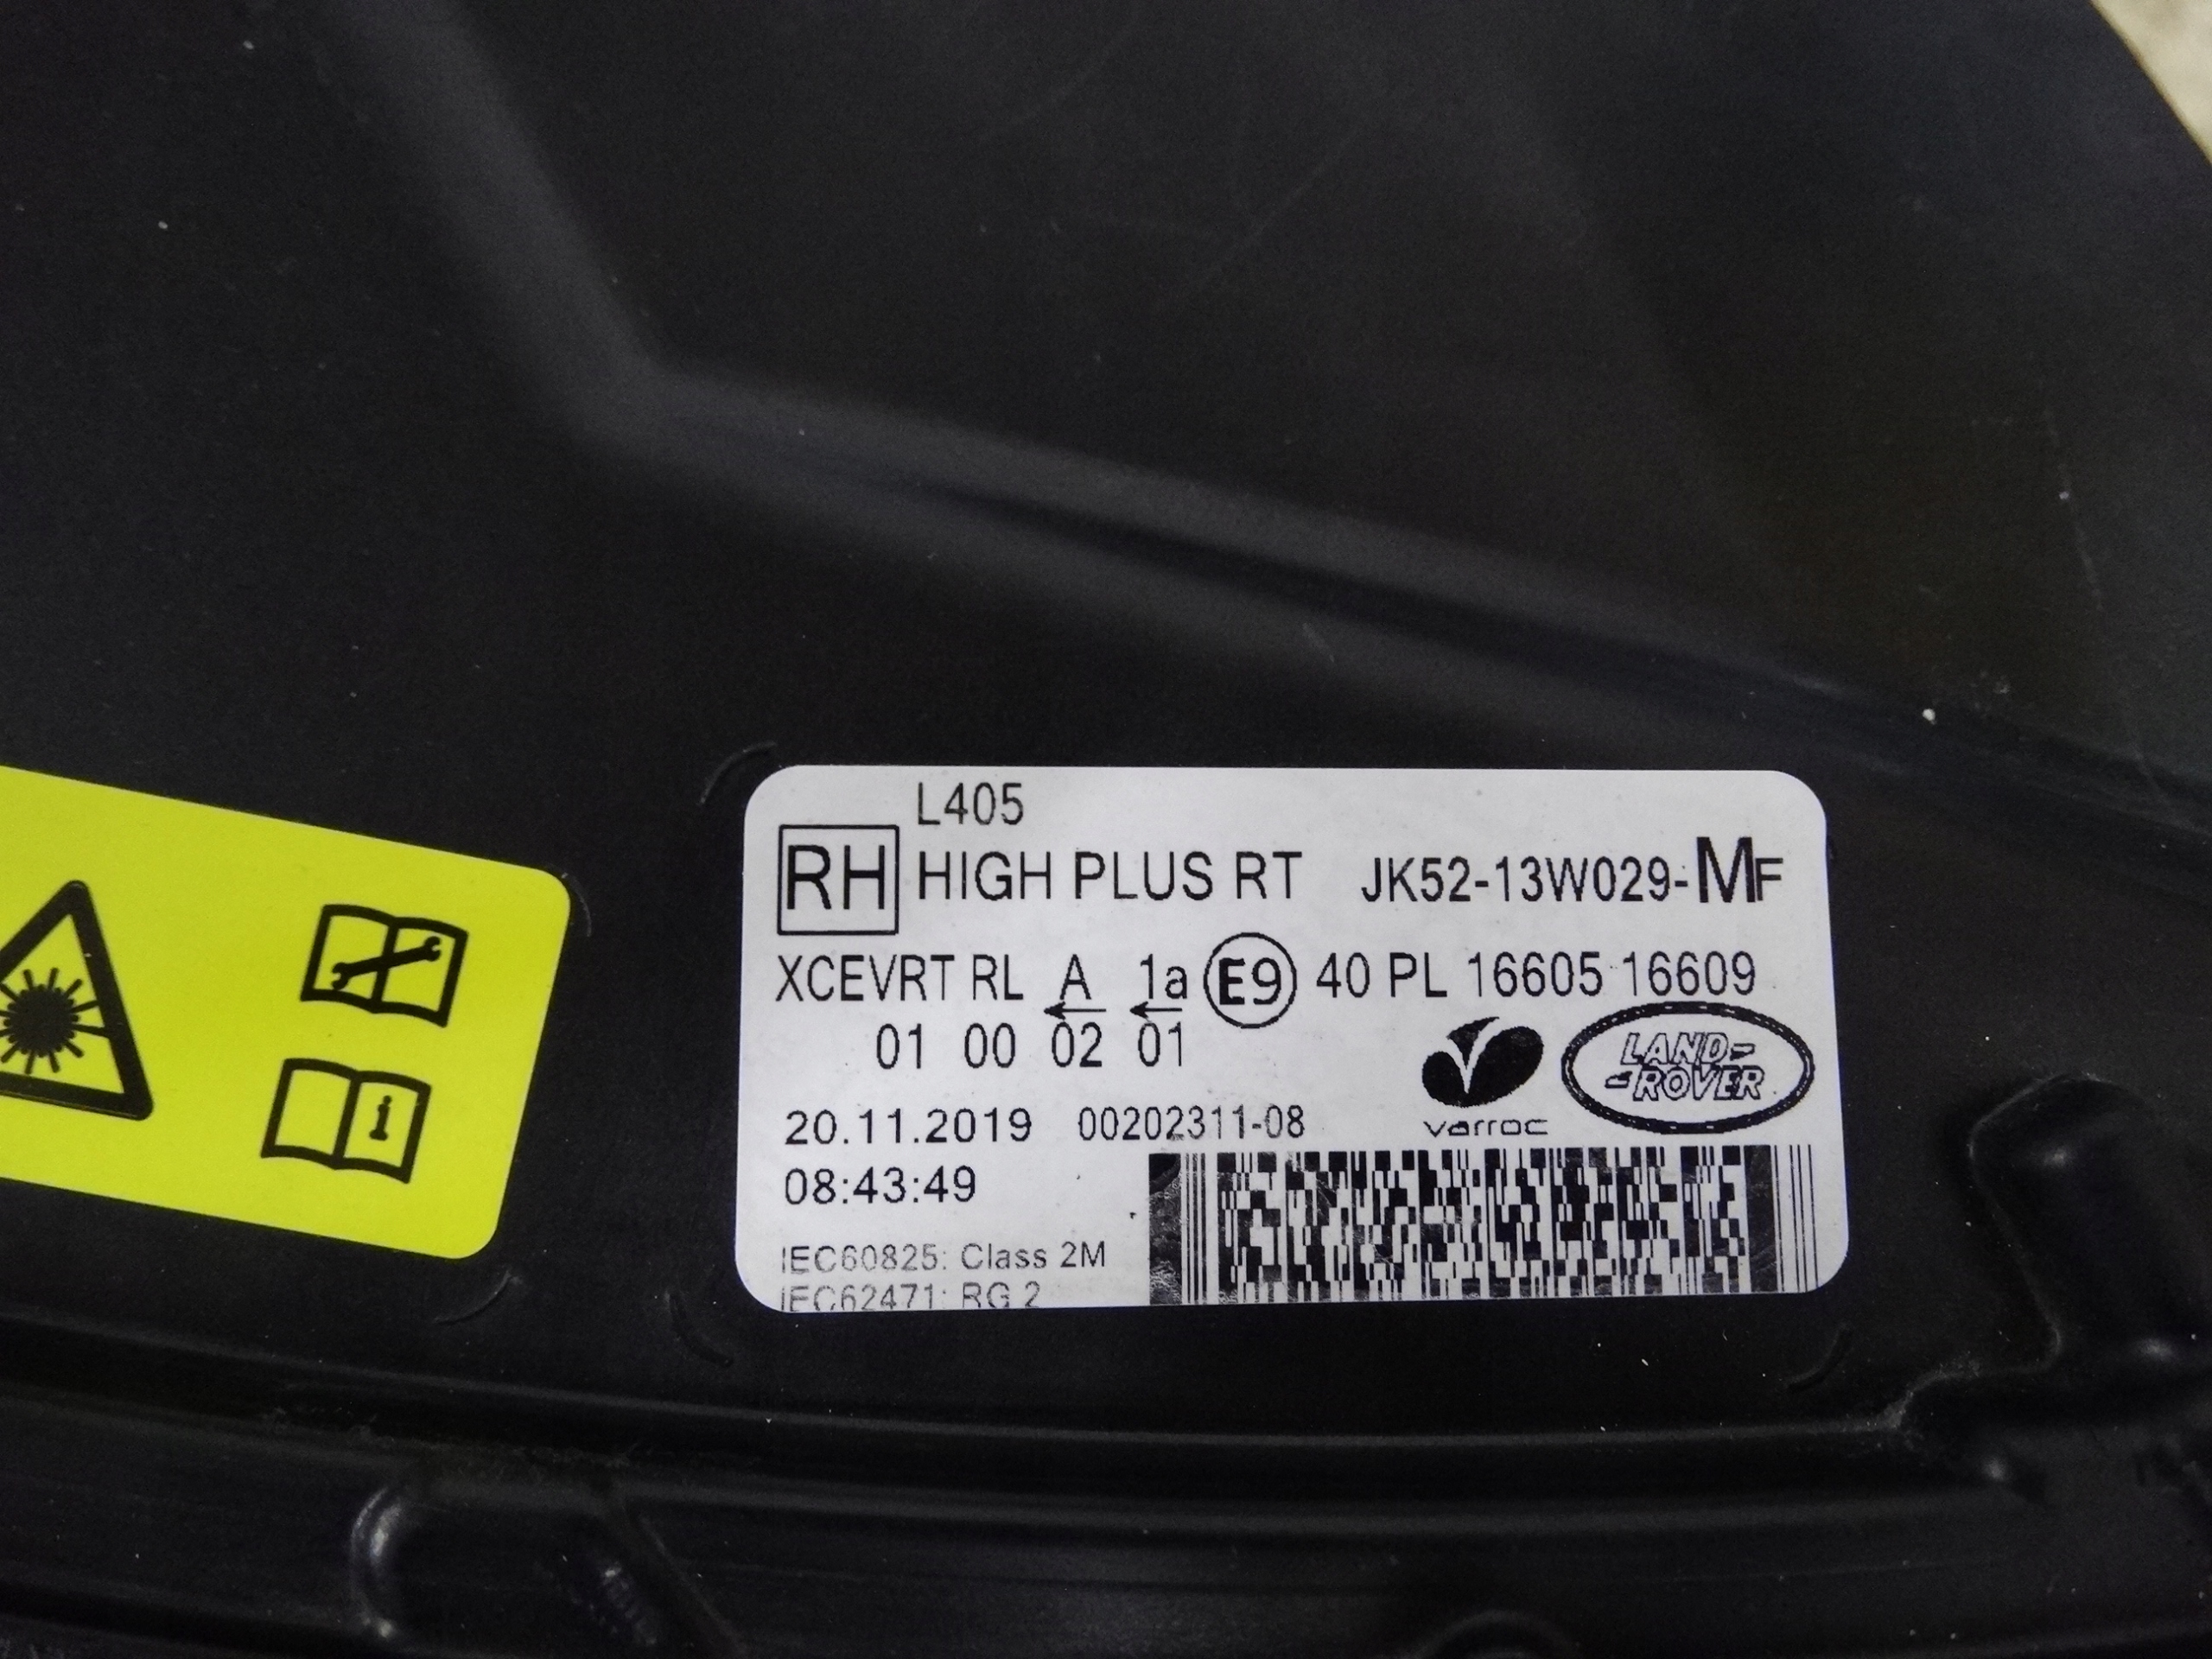 L405
RH HIGH PLUS RT JK52-13W029-MF
XCEVRT RL A 1a E9 40 PL 16605 16609
01 00 02 01
LAND-
-ROVER
varroc
20.11.2019 00202311-08
08:43:49
IEC60825: Class 2M
IEC62471: RG 2
i